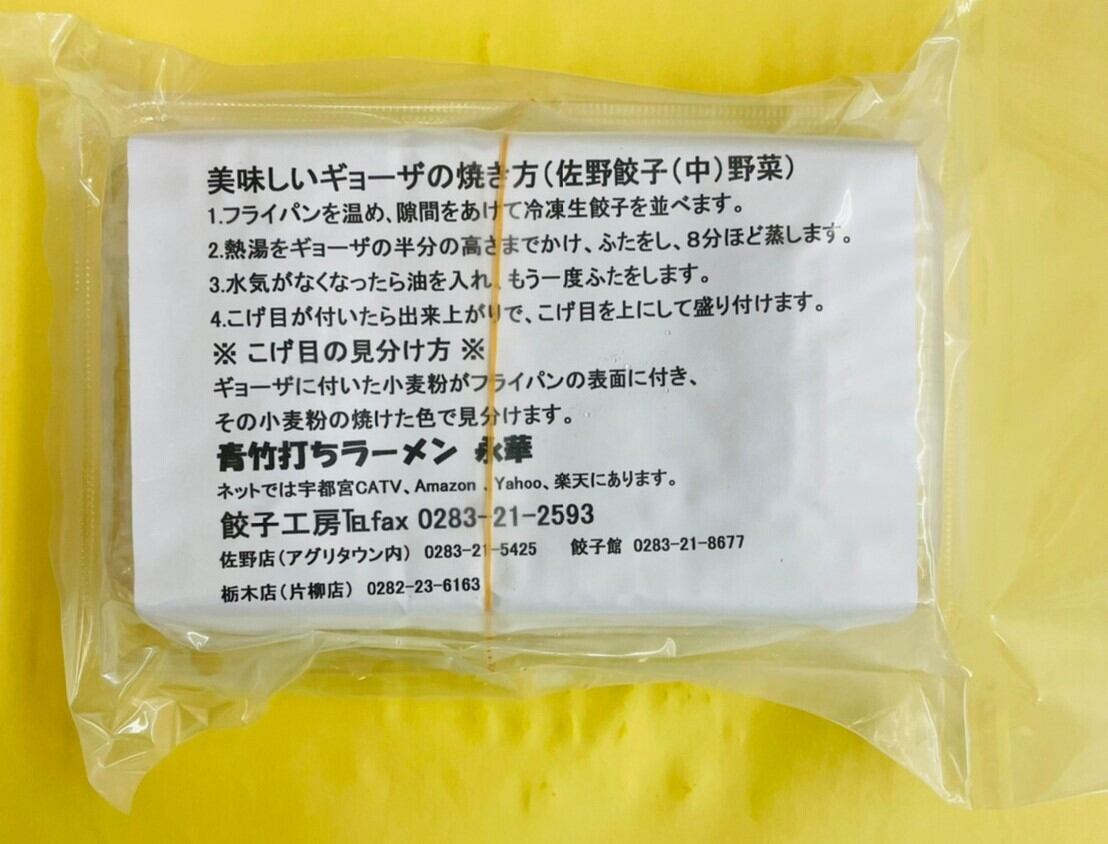 美味しいギョーザの焼き方（佐野餃子（中）野菜）
1.フライパンを温め、隙間をあけて冷凍生餃子を並べます。
2.熱湯をギョーザの半分の高さまでかけ、ふたをし、８分ほど蒸します。
3.水気がなくなったら油を入れ、もう一度ふたをします。
4.こげ目が付いたら出来上がりで、こげ目を上にして盛り付けます。
※ こげ目の見分け方 ※
ギョーザに付いた小麦粉がフライパンの表面に付き、
その小麦粉の焼けた色で見分けます。
青竹打ちラーメン 永華
ネットでは宇都宮CATV、Amazon 、Yahoo、楽天にあります。
餃子工房℡fax 0283-21-2593
佐野店（アグリタウン内） 0283-21-5425 餃子館 0283-21-8677
栃木店（片柳店） 0282-23-6163